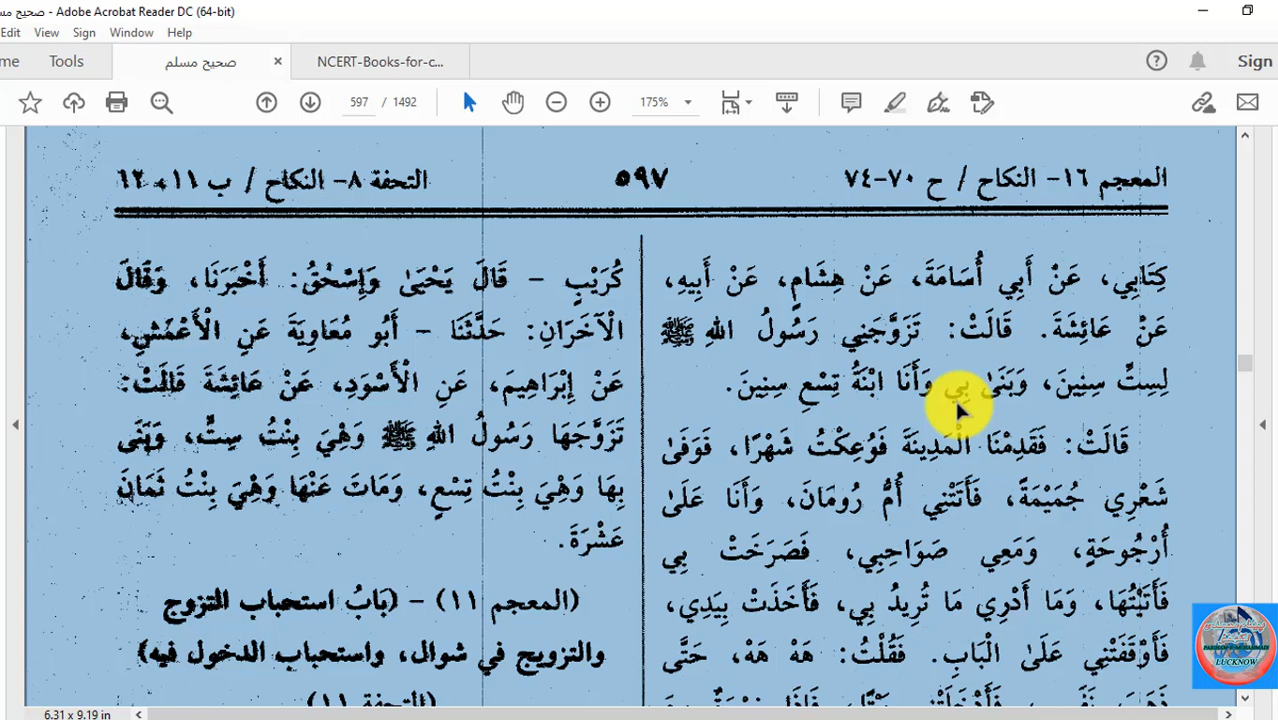 صحيح مسلم - Adobe Acrobat Reader DC (64-bit)
Edit View Sign Window Help
me Tools صحيح مسلم × NCERT-Books-for-c... Sign
597 / 1492 175%
المعجم ١٦- النكاح / ح ٧٠-٧٤
٥٩٧
التحفة ٨- النكاح / ب ١١، ٦٢
كِتَابِي، عَنْ أَبِي أُسَامَةَ، عَنْ هِشَامٍ، عَنْ أَبِيهِ،
عَنْ عَائِشَةَ. قَالَتْ: تَزَوَّجَنِي رَسُولُ اللهِ ﷺ
لِسِتِّ سِنِينَ، وَبَنَىٰ بِي وَأَنَا ابْنَةُ تِسْعِ سِنِينَ.
قَالَتْ: فَقَدِمْنَا الْمَدِينَةَ فَوُعِكْتُ شَهْرًا، فَوَفَىٰ
شَعْرِي جُمَيْمَةً، فَأَتَتْنِي أُمُّ رُومَانَ، وَأَنَا عَلَىٰ
أُرْجُوحَةٍ، وَمَعِي صَوَاحِبِي، فَصَرَخَتْ بِي
فَأَتَيْتُهَا، وَمَا أَدْرِي مَا تُرِيدُ بِي، فَأَخَذَتْ بِيَدِي،
فَأَوْقَفَتْنِي عَلَى الْبَابِ. فَقُلْتُ: هَهْ هَهْ، حَتَّى
كُرَيْبٍ - قَالَ يَحْيَىٰ وَإِسْحٰقُ: أَخْبَرَنَا، وَقَالَ
الْآخَرَانِ: حَدَّثَنَا - أَبُو مُعَاوِيَةَ عَنِ الْأَعْمَشِ،
عَنْ إِبْرَاهِيمَ، عَنِ الْأَسْوَدِ، عَنْ عَائِشَةَ قَالَتْ:
تَزَوَّجَهَا رَسُولُ اللهِ ﷺ وَهِيَ بِنْتُ سِتٍّ، وَبَنَى
بِهَا وَهِيَ بِنْتُ تِسْعٍ، وَمَاتَ عَنْهَا وَهِيَ بِنْتُ ثَمَانَ
عَشْرَةَ.
(المعجم ١١) - (بَابُ استحباب التزوج
والتزويج في شوال، واستحباب الدخول فيه)
LUCKNOW
6.31 x 9.19 in